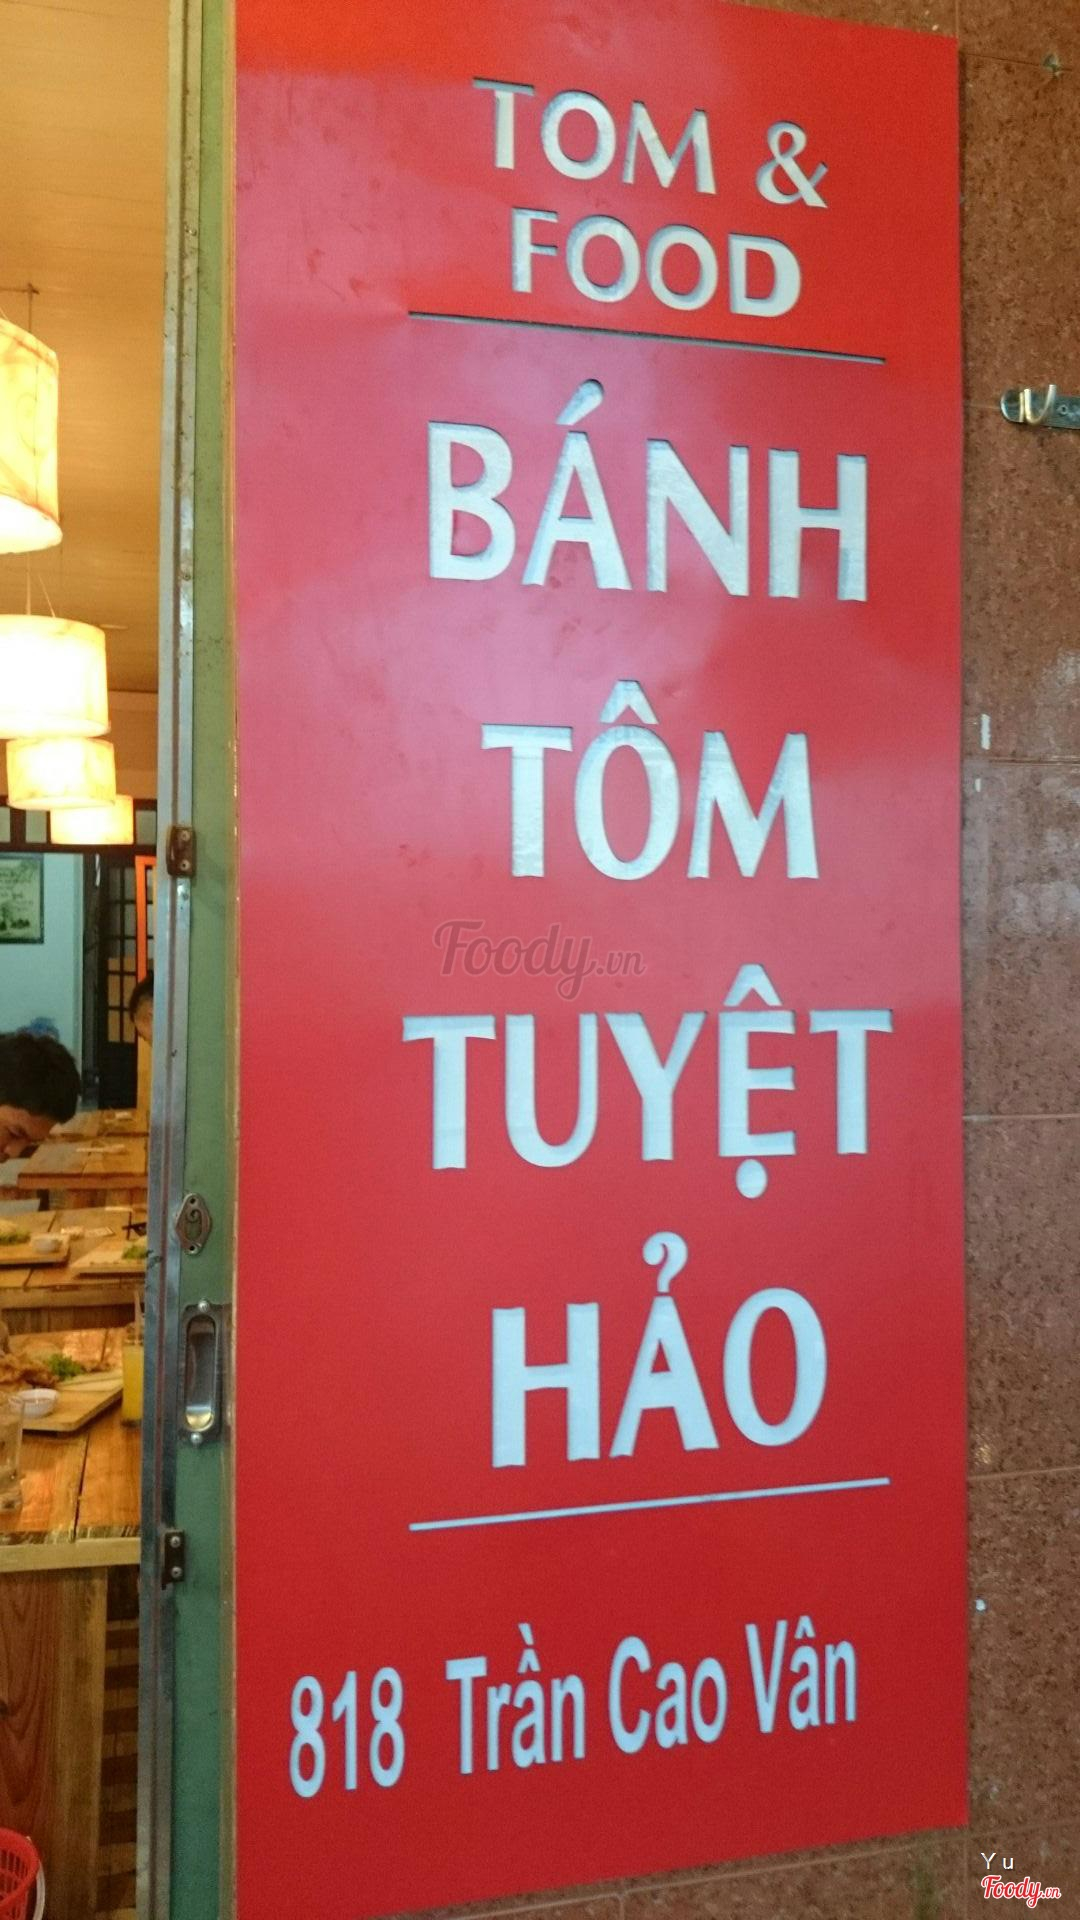 TOM &
FOOD
BÁNH
TÔM
TUYỆT
HẢO
818 Trần Cao Vân
Foody.vn
Yu
Foody.vn